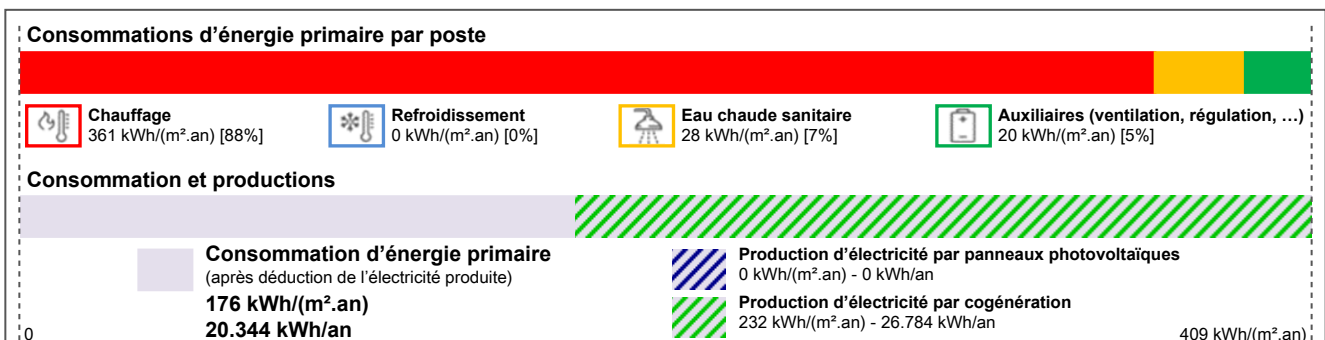 Consommations d’énergie primaire par poste
Chauffage
361 kWh/(m².an) [88%]
Refroidissement
0 kWh/(m².an) [0%]
Eau chaude sanitaire
28 kWh/(m².an) [7%]
Auxiliaires (ventilation, régulation, …)
20 kWh/(m².an) [5%]
Consommation et productions
Consommation d’énergie primaire
(après déduction de l’électricité produite)
176 kWh/(m².an)
20.344 kWh/an
Production d’électricité par panneaux photovoltaïques
0 kWh/(m².an) - 0 kWh/an
Production d’électricité par cogénération
232 kWh/(m².an) - 26.784 kWh/an
0
409 kWh/(m².an)